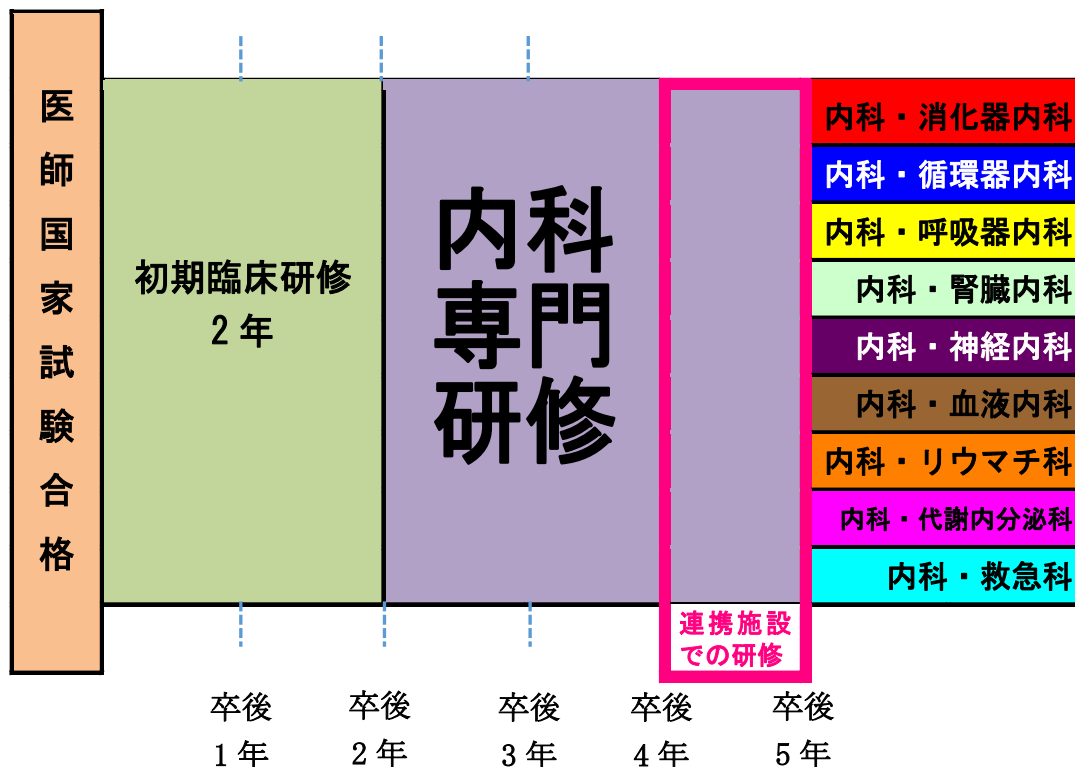 医師国家試験合格
初期臨床研修
2年
内科
専門
研修
連携施設
での研修
内科・消化器内科
内科・循環器内科
内科・呼吸器内科
内科・腎臓内科
内科・神経内科
内科・血液内科
内科・リウマチ科
内科・代謝内分泌科
内科・救急科
卒後
1年
卒後
2年
卒後
3年
卒後
4年
卒後
5年